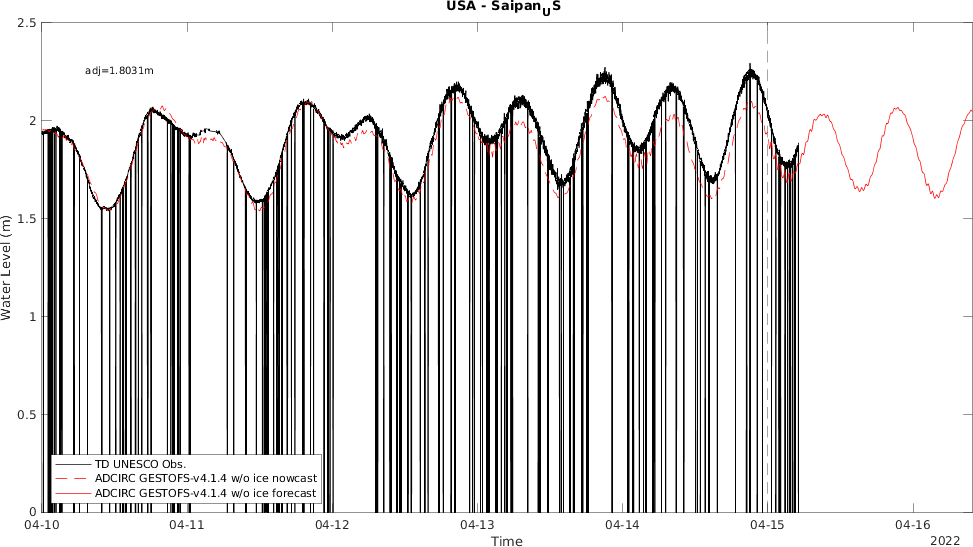 USA - SaipanUS
2.5
adj=1.8031m
2
1.5
Water Level (m)
1
0.5
TD UNESCO Obs.
ADCIRC GESTOFS-v4.1.4 w/o ice nowcast
ADCIRC GESTOFS-v4.1.4 w/o ice forecast
0
04-10 04-11 04-12 04-13 04-14 04-15 04-16
Time 2022